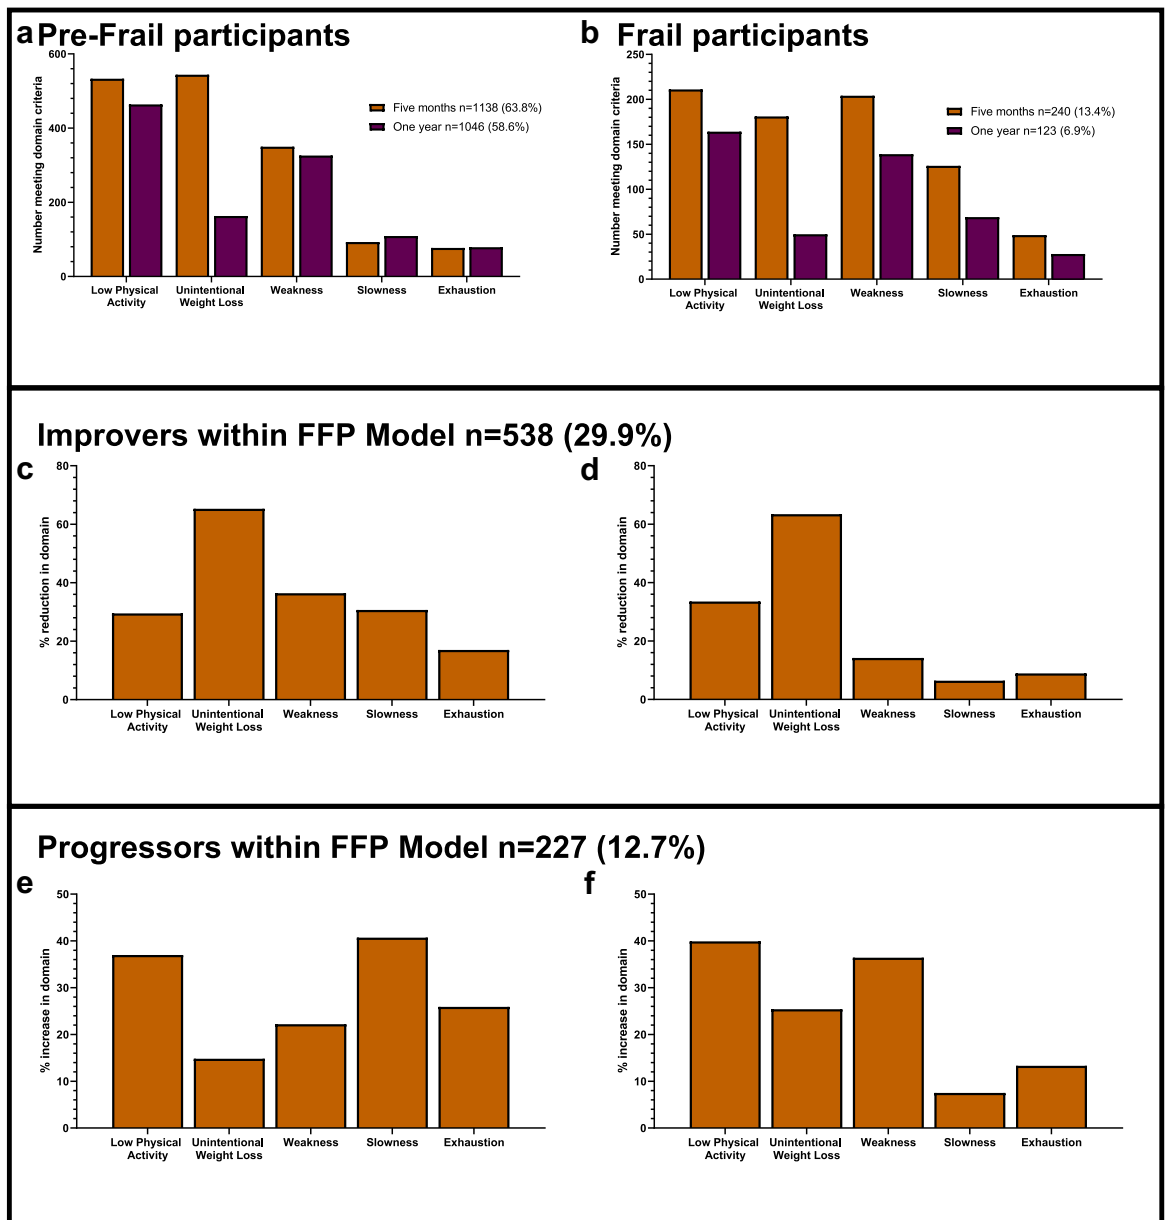 a Pre-Frail participants
Number meeting domain criteria
600
400
200
0
Five months n=1138 (63.8%)
One year n=1046 (58.6%)
Low Physical
Activity
Unintentional
Weight Loss
Weakness
Slowness
Exhaustion
b Frail participants
Number meeting domain criteria
250
200
150
100
50
0
Five months n=240 (13.4%)
One year n=123 (6.9%)
Low Physical
Activity
Unintentional
Weight Loss
Weakness
Slowness
Exhaustion
Improvers within FFP Model n=538 (29.9%)
c
% reduction in domain
80
60
40
20
0
Low Physical
Activity
Unintentional
Weight Loss
Weakness
Slowness
Exhaustion
d
% reduction in domain
80
60
40
20
0
Low Physical
Activity
Unintentional
Weight Loss
Weakness
Slowness
Exhaustion
Progressors within FFP Model n=227 (12.7%)
e
% increase in domain
50
40
30
20
10
0
Low Physical
Activity
Unintentional
Weight Loss
Weakness
Slowness
Exhaustion
f
% increase in domain
50
40
30
20
10
0
Low Physical
Activity
Unintentional
Weight Loss
Weakness
Slowness
Exhaustion